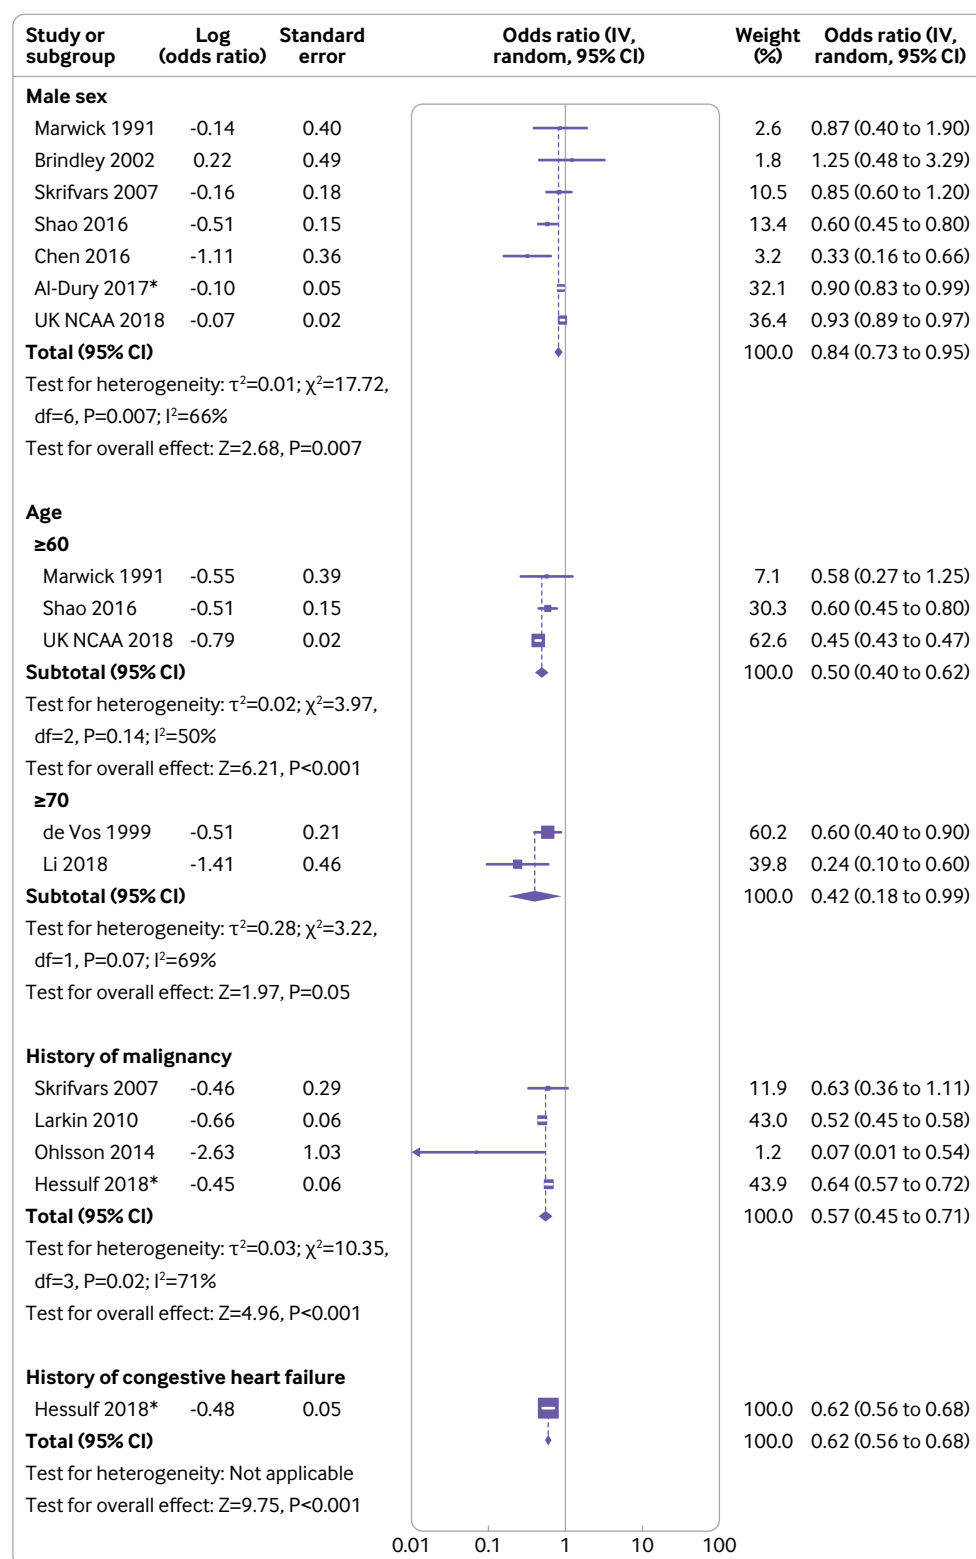 Study or subgroup Log (odds ratio) Standard error Odds ratio (IV, random, 95% CI) Weight (%) Odds ratio (IV, random, 95% CI)
Male sex
Marwick 1991 -0.14 0.40 2.6 0.87 (0.40 to 1.90)
Brindley 2002 0.22 0.49 1.8 1.25 (0.48 to 3.29)
Skrifvars 2007 -0.16 0.18 10.5 0.85 (0.60 to 1.20)
Shao 2016 -0.51 0.15 13.4 0.60 (0.45 to 0.80)
Chen 2016 -1.11 0.36 3.2 0.33 (0.16 to 0.66)
Al-Dury 2017* -0.10 0.05 32.1 0.90 (0.83 to 0.99)
UK NCAA 2018 -0.07 0.02 36.4 0.93 (0.89 to 0.97)
Total (95% CI) 100.0 0.84 (0.73 to 0.95)
Test for heterogeneity: τ²=0.01; χ²=17.72,
df=6, P=0.007; I²=66%
Test for overall effect: Z=2.68, P=0.007
Age
≥60
Marwick 1991 -0.55 0.39 7.1 0.58 (0.27 to 1.25)
Shao 2016 -0.51 0.15 30.3 0.60 (0.45 to 0.80)
UK NCAA 2018 -0.79 0.02 62.6 0.45 (0.43 to 0.47)
Subtotal (95% CI) 100.0 0.50 (0.40 to 0.62)
Test for heterogeneity: τ²=0.02; χ²=3.97,
df=2, P=0.14; I²=50%
Test for overall effect: Z=6.21, P<0.001
≥70
de Vos 1999 -0.51 0.21 60.2 0.60 (0.40 to 0.90)
Li 2018 -1.41 0.46 39.8 0.24 (0.10 to 0.60)
Subtotal (95% CI) 100.0 0.42 (0.18 to 0.99)
Test for heterogeneity: τ²=0.28; χ²=3.22,
df=1, P=0.07; I²=69%
Test for overall effect: Z=1.97, P=0.05
History of malignancy
Skrifvars 2007 -0.46 0.29 11.9 0.63 (0.36 to 1.11)
Larkin 2010 -0.66 0.06 43.0 0.52 (0.45 to 0.58)
Ohlsson 2014 -2.63 1.03 1.2 0.07 (0.01 to 0.54)
Hessulf 2018* -0.45 0.06 43.9 0.64 (0.57 to 0.72)
Total (95% CI) 100.0 0.57 (0.45 to 0.71)
Test for heterogeneity: τ²=0.03; χ²=10.35,
df=3, P=0.02; I²=71%
Test for overall effect: Z=4.96, P<0.001
History of congestive heart failure
Hessulf 2018* -0.48 0.05 100.0 0.62 (0.56 to 0.68)
Total (95% CI) 100.0 0.62 (0.56 to 0.68)
Test for heterogeneity: Not applicable
Test for overall effect: Z=9.75, P<0.001
0.01 0.1 1 10 100